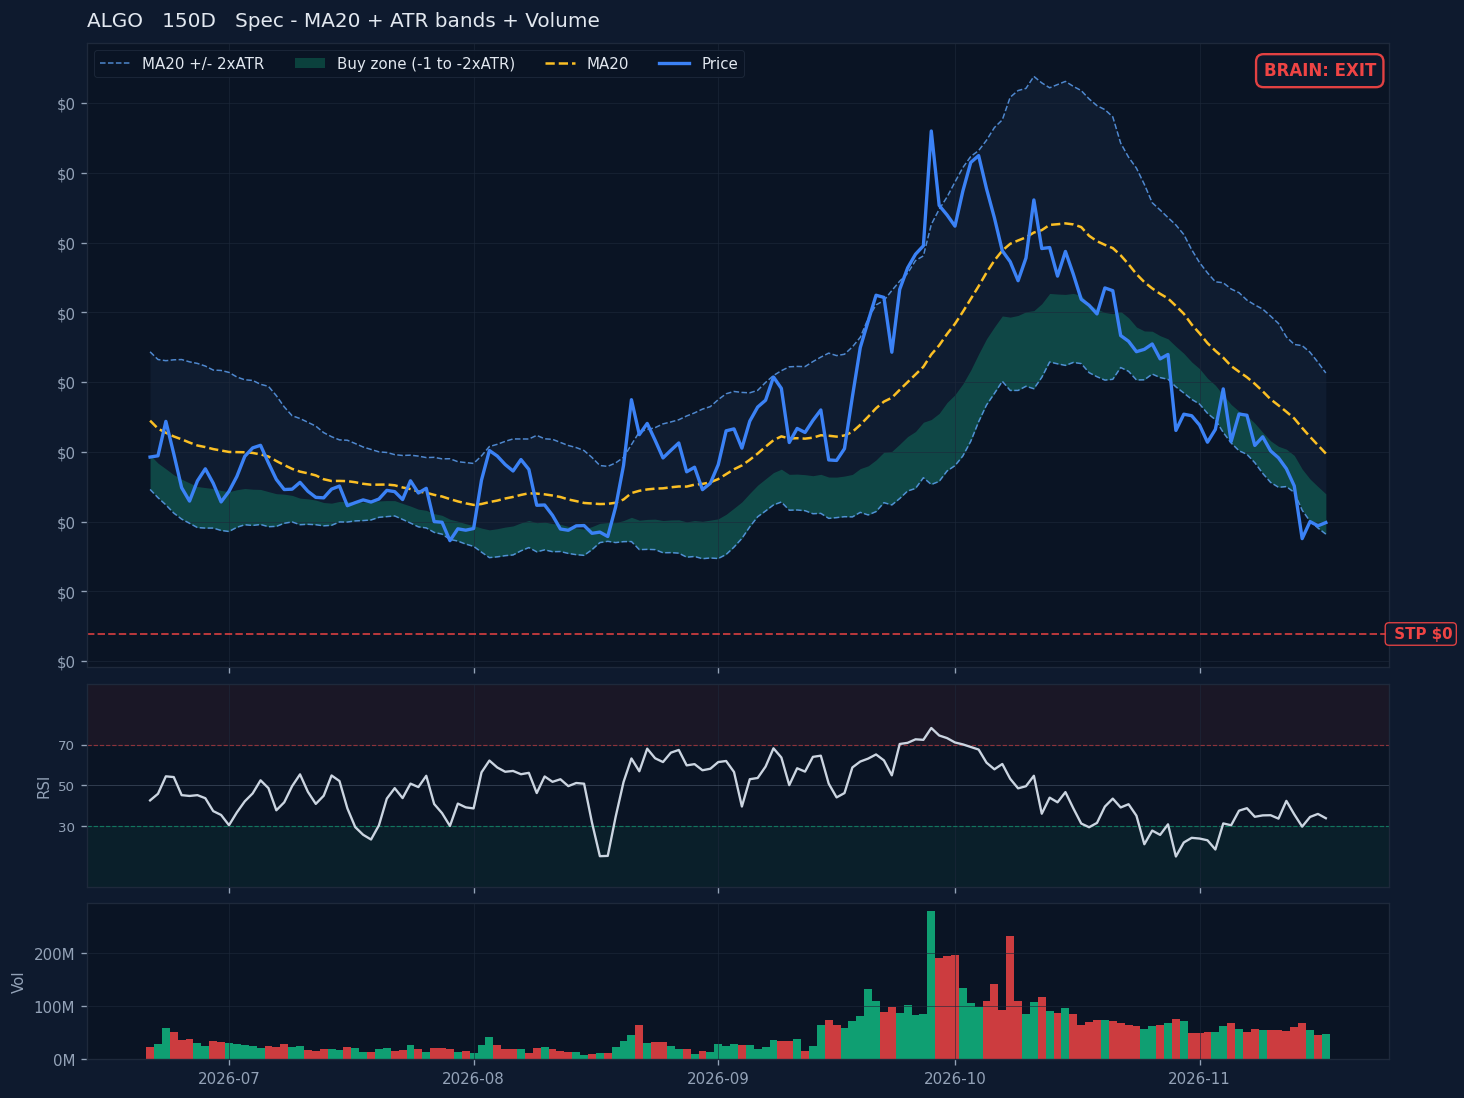 ALGO   150D   Spec - MA20 + ATR bands + Volume
MA20 +/- 2xATR
Buy zone (-1 to -2xATR)
MA20
Price
BRAIN: EXIT
$0
$0
$0
$0
$0
$0
$0
$0
$0
STP $0
RSI
70
50
30
Vol
200M
100M
0M
2026-07
2026-08
2026-09
2026-10
2026-11